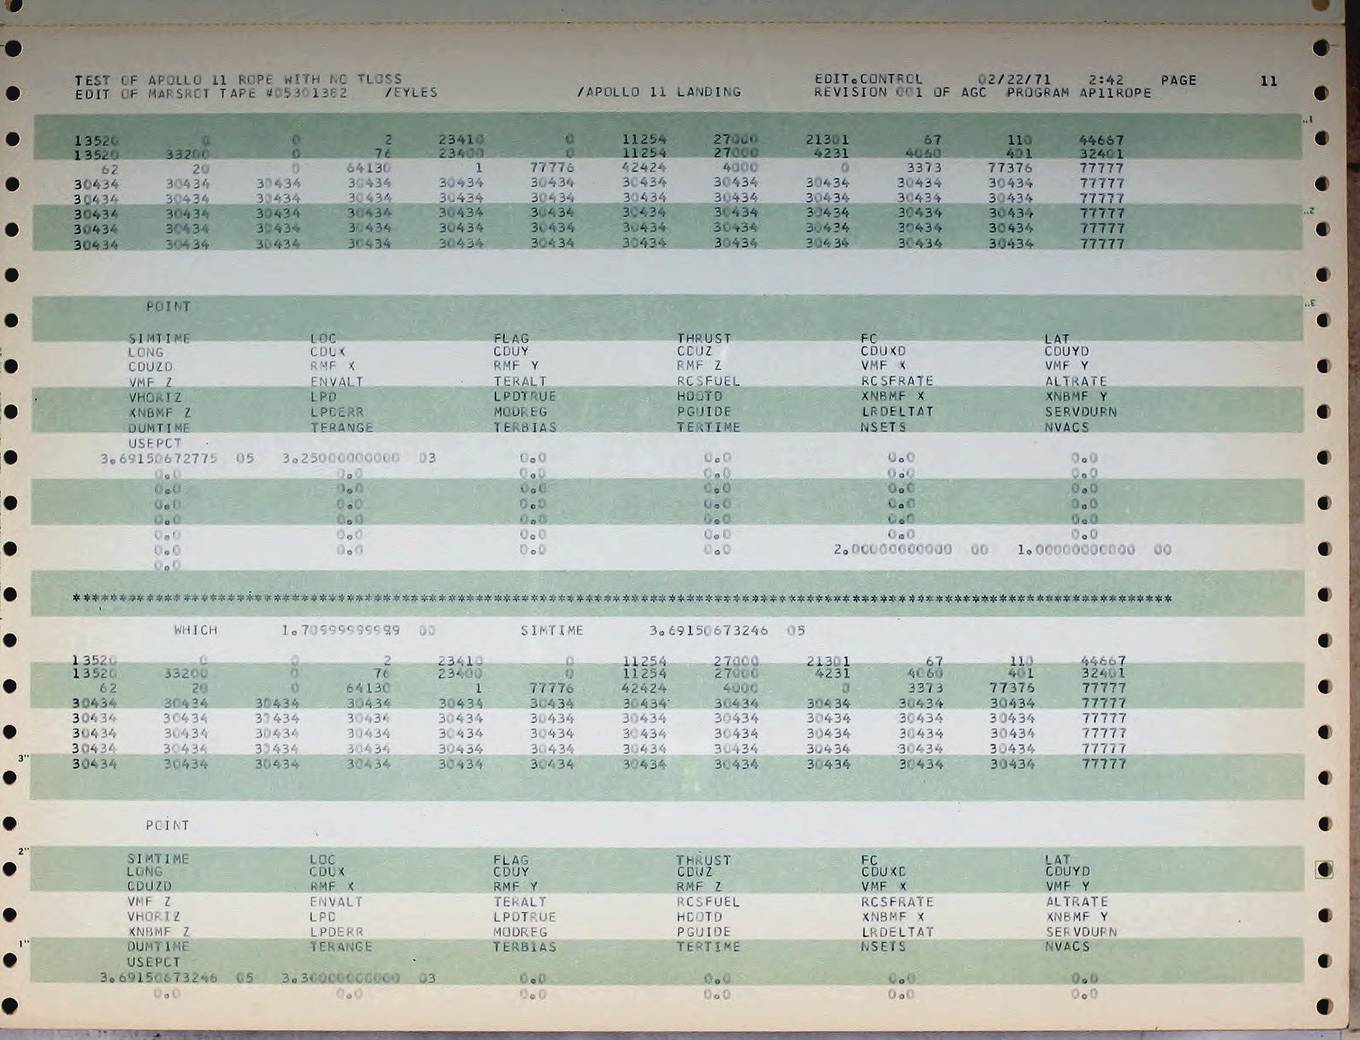 TEST OF APOLLO 11 ROPE WITH NO TLOSS EDIT.CONTROL 02/22/71 2:42 PAGE 11
EDIT OF MARSROT TAPE #05301382 /EYLES /APOLLO 11 LANDING REVISION 001 OF AGC PROGRAM AP11ROPE
13520 0 0 2 23410 0 11254 27000 21301 67 110 44667
13520 33200 0 76 23400 0 11254 27000 4231 4060 401 32401
62 20 0 64130 1 77776 42424 4000 0 3373 77376 77777
30434 30434 30434 30434 30434 30434 30434 30434 30434 30434 30434 77777
30434 30434 30434 30434 30434 30434 30434 30434 30434 30434 30434 77777
30434 30434 30434 30434 30434 30434 30434 30434 30434 30434 30434 77777
30434 30434 30434 30434 30434 30434 30434 30434 30434 30434 30434 77777
30434 30434 30434 30434 30434 30434 30434 30434 30434 30434 30434 77777
POINT
SIMTIME LOC FLAG THRUST FC LAT
LONG CDUX CDUY CDUZ CDUXD CDUYD
CDUZD RMF X RMF Y RMF Z VMF X VMF Y
VMF Z ENVALT TERALT RCSFUEL RCSFRATE ALTRATE
VHORIZ LPD LPDTRUE HDOTD XNBMF X XNBMF Y
XNBMF Z LPDERR MODREG PGUIDE LRDELTAT SERVDURN
DUMTIME TERANGE TERBIAS TERTIME NSETS NVACS
USEPCT
3.69150672775 05 3.25000000000 03 0.0 0.0 0.0 0.0
0.0 0.0 0.0 0.0 0.0 0.0
0.0 0.0 0.0 0.0 0.0 0.0
0.0 0.0 0.0 0.0 0.0 0.0
0.0 0.0 0.0 0.0 0.0 0.0
0.0 0.0 0.0 0.0 0.0 0.0
0.0 0.0 0.0 0.0 2.00000000000 00 1.00000000000 00
0.0
WHICH 1.70999999999 00 SIMTIME 3.69150673246 05
13520 0 0 2 23410 0 11254 27000 21301 67 110 44667
13520 33200 0 76 23400 0 11254 27000 4231 4060 401 32401
62 20 0 64130 1 77776 42424 4000 0 3373 77376 77777
30434 30434 30434 30434 30434 30434 30434 30434 30434 30434 30434 77777
30434 30434 30434 30434 30434 30434 30434 30434 30434 30434 30434 77777
30434 30434 30434 30434 30434 30434 30434 30434 30434 30434 30434 77777
30434 30434 30434 30434 30434 30434 30434 30434 30434 30434 30434 77777
30434 30434 30434 30434 30434 30434 30434 30434 30434 30434 30434 77777
POINT
SIMTIME LOC FLAG THRUST FC LAT
LONG CDUX CDUY CDUZ CDUXD CDUYD
CDUZD RMF X RMF Y RMF Z VMF X VMF Y
VMF Z ENVALT TERALT RCSFUEL RCSFRATE ALTRATE
VHORIZ LPD LPDTRUE HDOTD XNBMF X XNBMF Y
XNBMF Z LPDERR MODREG PGUIDE LRDELTAT SERVDURN
DUMTIME TERANGE TERBIAS TERTIME NSETS NVACS
USEPCT
3.69150673246 05 3.30000000000 03 0.0 0.0 0.0 0.0
0.0 0.0 0.0 0.0 0.0 0.0